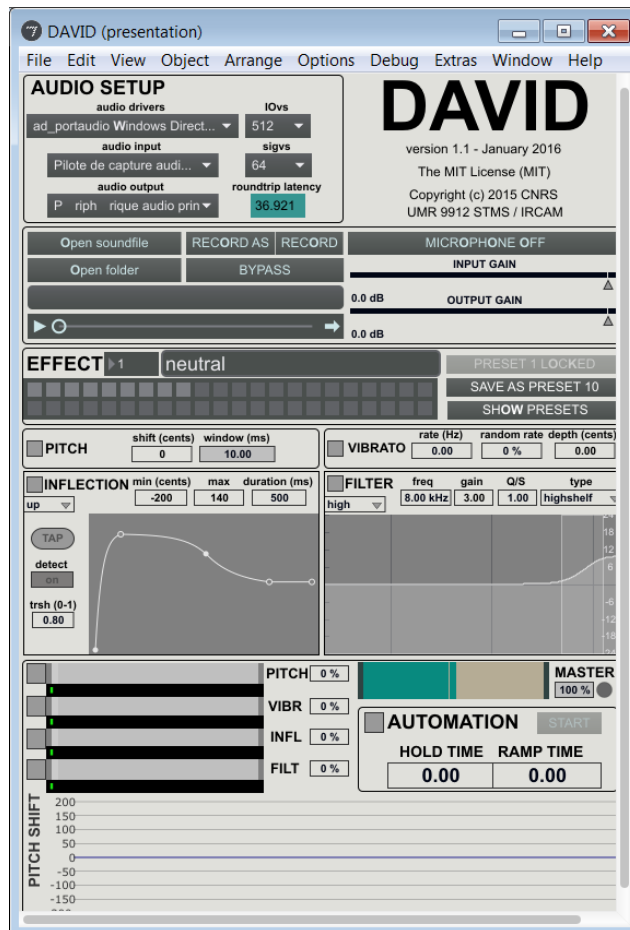 DAVID (presentation)
File Edit View Object Arrange Options Debug Extras Window Help
AUDIO SETUP
audio drivers IOvs
ad_portaudio Windows Direct... 512
audio input sigvs
Pilote de capture audi... 64
audio output roundtrip latency
P riph rique audio prin 36.921
DAVID
version 1.1 - January 2016
The MIT License (MIT)
Copyright (c) 2015 CNRS
UMR 9912 STMS / IRCAM
Open soundfile RECORD AS RECORD MICROPHONE OFF
Open folder BYPASS INPUT GAIN
0.0 dB OUTPUT GAIN
0.0 dB
EFFECT 1 neutral PRESET 1 LOCKED
SAVE AS PRESET 10
SHOW PRESETS
PITCH shift (cents) window (ms)
0 10.00
VIBRATO rate (Hz) random rate depth (cents)
0.00 0 % 0.00
INFLECTION min (cents) max duration (ms)
up -200 140 500
TAP
detect
on
trsh (0-1)
0.80
FILTER freq gain Q/S type
high 8.00 kHz 3.00 1.00 highshelf
24
18
12
6
-6
-12
-18
-24
PITCH 0 %
VIBR 0 %
INFL 0 %
FILT 0 %
MASTER
100 %
AUTOMATION START
HOLD TIME RAMP TIME
0.00 0.00
PITCH SHIFT
200
150
100
50
0
-50
-100
-150